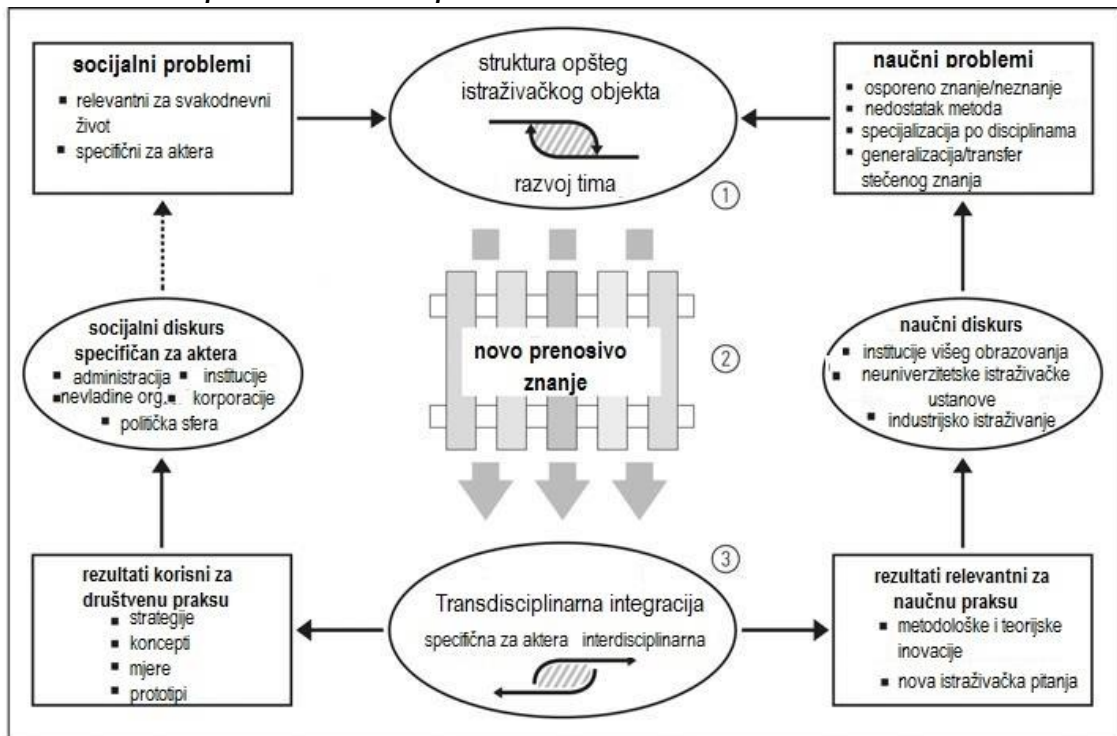 socijalni problemi
▪ relevantni za svakodnevni
život
▪ specifični za aktera
struktura opšteg
istraživačkog objekta
razvoj tima
①
naučni problemi
▪ osporeno znanje/neznanje
▪ nedostatak metoda
▪ specijalizacija po disciplinama
▪ generalizacija/transfer
stečenog znanja
socijalni diskurs
specifičan za aktera
▪ administracija ▪ institucije
▪ nevladine org.. ▪ korporacije
▪ politička sfera
novo prenosivo
znanje
②
naučni diskurs
▪ institucije višeg obrazovanja
▪ neuniverzitetske istraživačke
ustanove
▪ industrijsko istraživanje
rezultati korisni za
društvenu praksu
▪ strategije
▪ koncepti
▪ mjere
▪ prototipi
③
Transdisciplinarna integracija
specifična za aktera interdisciplinarna
rezultati relevantni za
naučnu praksu
▪ metodološke i teorijske
inovacije
▪ nova istraživačka pitanja